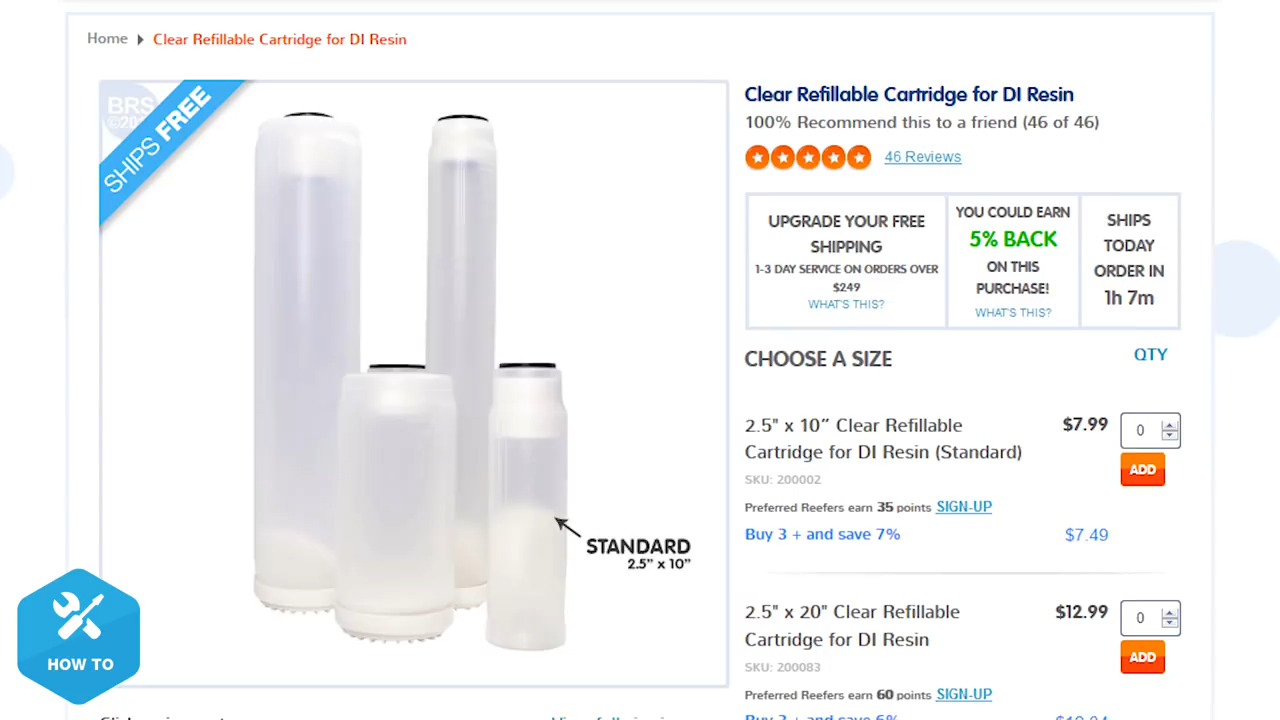 Home
Clear Refillable Cartridge for DI Resin
BRS
SHIPS FREE
STANDARD
2.5” x 10”
HOW TO
Clear Refillable Cartridge for DI Resin
100% Recommend this to a friend (46 of 46)
46 Reviews
UPGRADE YOUR FREE
SHIPPING
1-3 DAY SERVICE ON ORDERS OVER
$249
WHAT'S THIS?
YOU COULD EARN
5% BACK
ON THIS
PURCHASE!
WHAT'S THIS?
SHIPS
TODAY
ORDER IN
1h 7m
CHOOSE A SIZE
QTY
2.5" x 10” Clear Refillable
Cartridge for DI Resin (Standard)
SKU: 200002
$7.99
0
ADD
Preferred Reefers earn 35 points SIGN-UP
Buy 3 + and save 7%
$7.49
2.5" x 20" Clear Refillable
Cartridge for DI Resin
SKU: 200083
$12.99
0
ADD
Preferred Reefers earn 60 points SIGN-UP